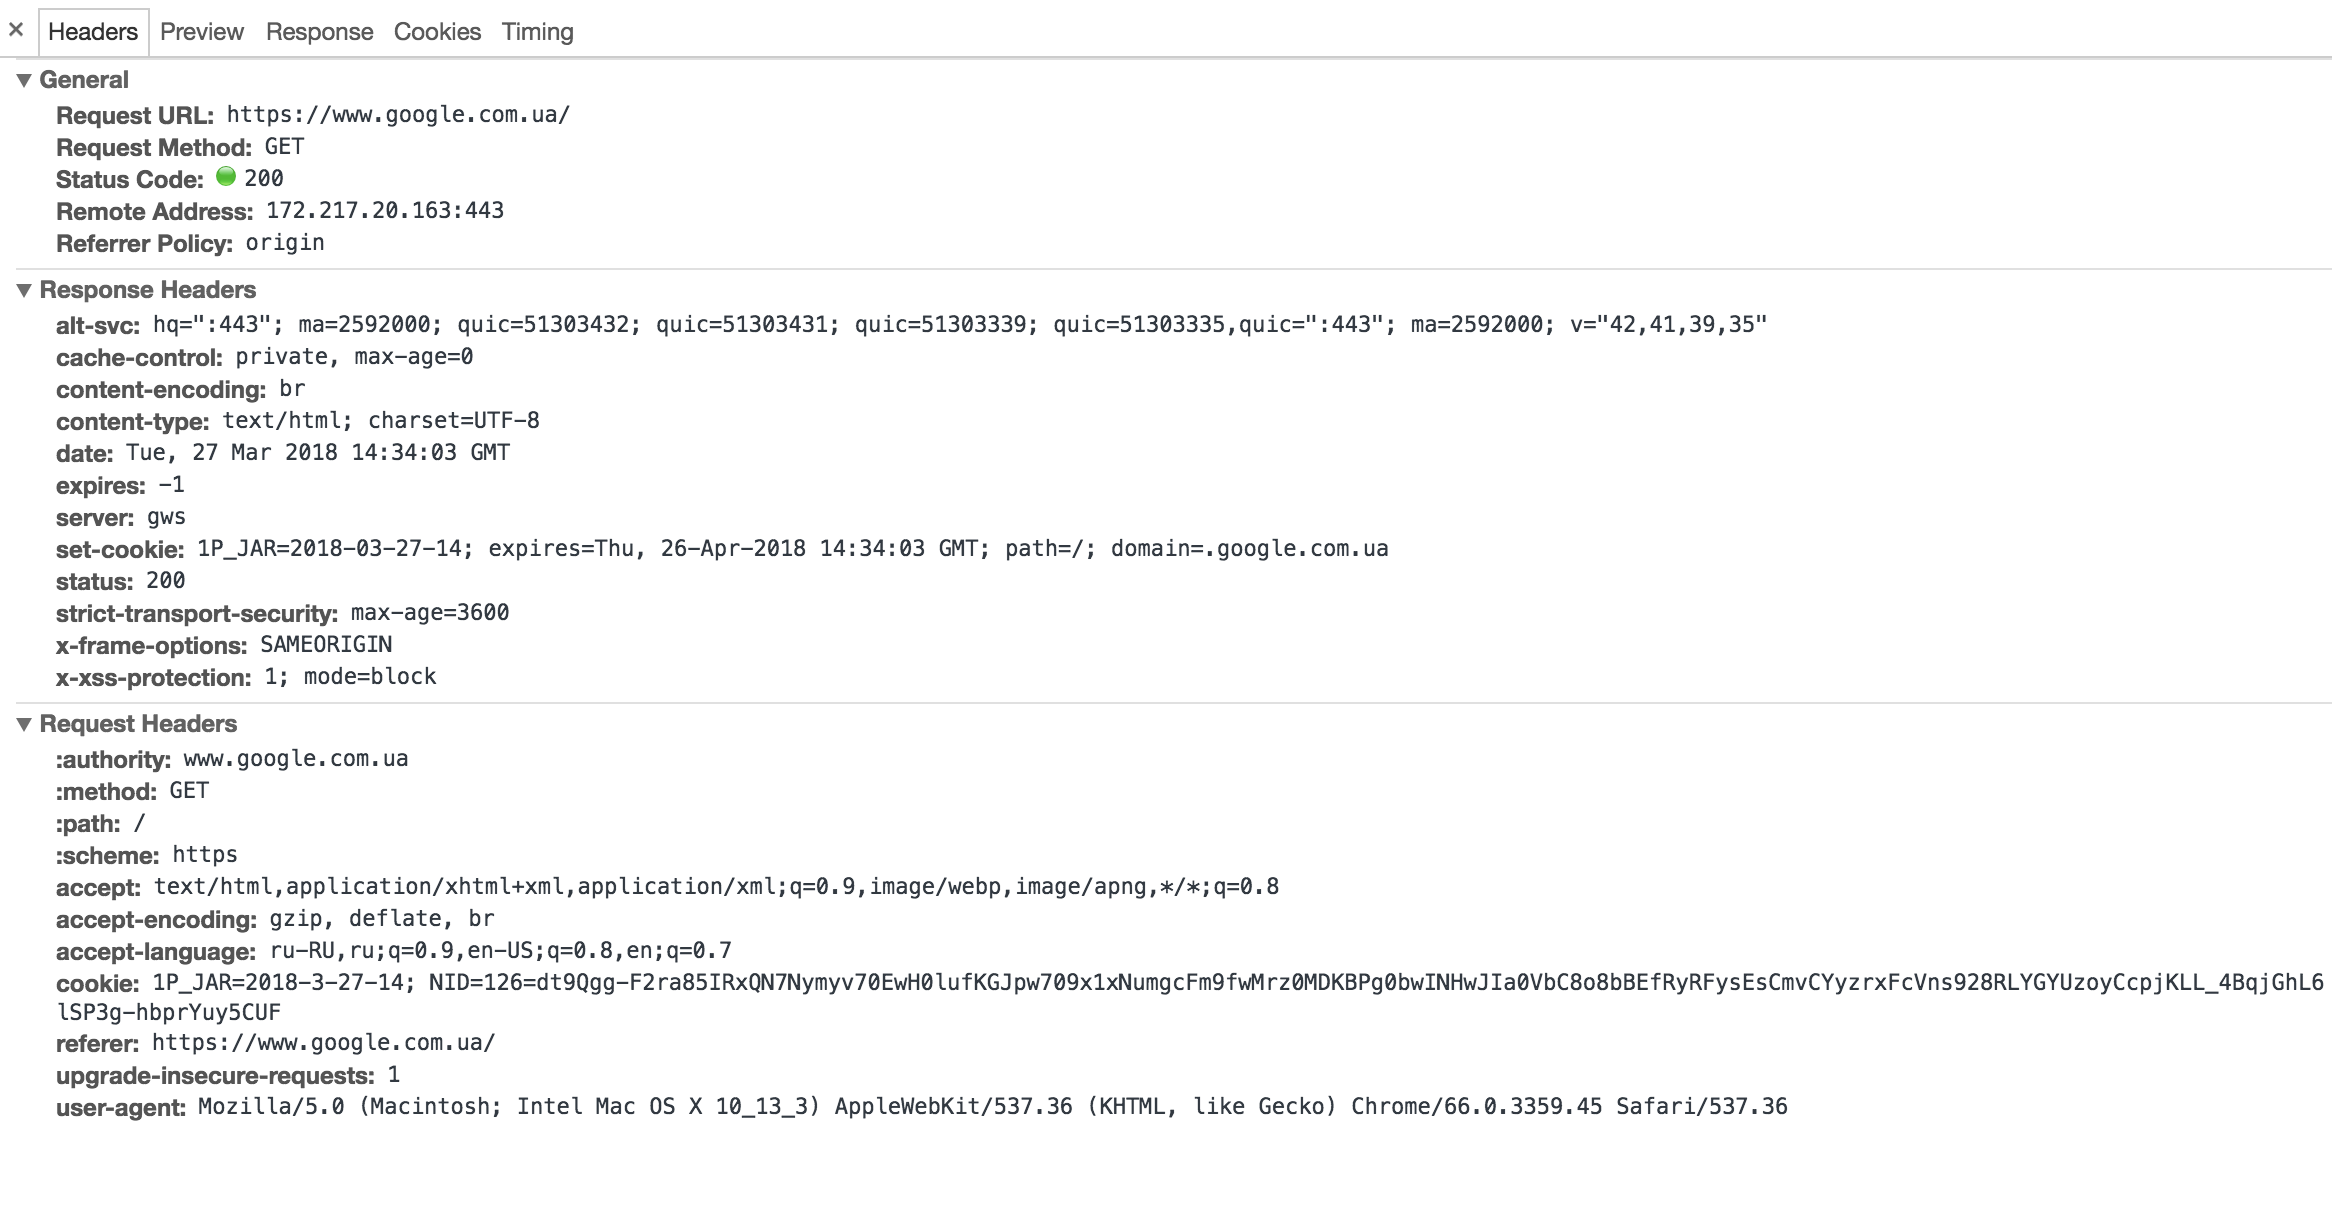 × Headers Preview Response Cookies Timing
▼ General
Request URL: https://www.google.com.ua/
Request Method: GET
Status Code: 200
Remote Address: 172.217.20.163:443
Referrer Policy: origin
▼ Response Headers
alt-svc: hq=":443"; ma=2592000; quic=51303432; quic=51303431; quic=51303339; quic=51303335,quic=":443"; ma=2592000; v="42,41,39,35"
cache-control: private, max-age=0
content-encoding: br
content-type: text/html; charset=UTF-8
date: Tue, 27 Mar 2018 14:34:03 GMT
expires: -1
server: gws
set-cookie: 1P_JAR=2018-03-27-14; expires=Thu, 26-Apr-2018 14:34:03 GMT; path=/; domain=.google.com.ua
status: 200
strict-transport-security: max-age=3600
x-frame-options: SAMEORIGIN
x-xss-protection: 1; mode=block
▼ Request Headers
:authority: www.google.com.ua
:method: GET
:path: /
:scheme: https
accept: text/html,application/xhtml+xml,application/xml;q=0.9,image/webp,image/apng,*/*;q=0.8
accept-encoding: gzip, deflate, br
accept-language: ru-RU,ru;q=0.9,en-US;q=0.8,en;q=0.7
cookie: 1P_JAR=2018-3-27-14; NID=126=dt9Qgg-F2ra85IRxQN7Nymyv70EwH0lufKGJpw709x1xNumgcFm9fwMrz0MDKBPg0bwINHwJIa0VbC8o8bBEfRyRFysEsCmvCYyzrxFcVns928RLYGYUzoyCcpjKLL_4BqjGhL6
lSP3g-hbprYuy5CUF
referer: https://www.google.com.ua/
upgrade-insecure-requests: 1
user-agent: Mozilla/5.0 (Macintosh; Intel Mac OS X 10_13_3) AppleWebKit/537.36 (KHTML, like Gecko) Chrome/66.0.3359.45 Safari/537.36